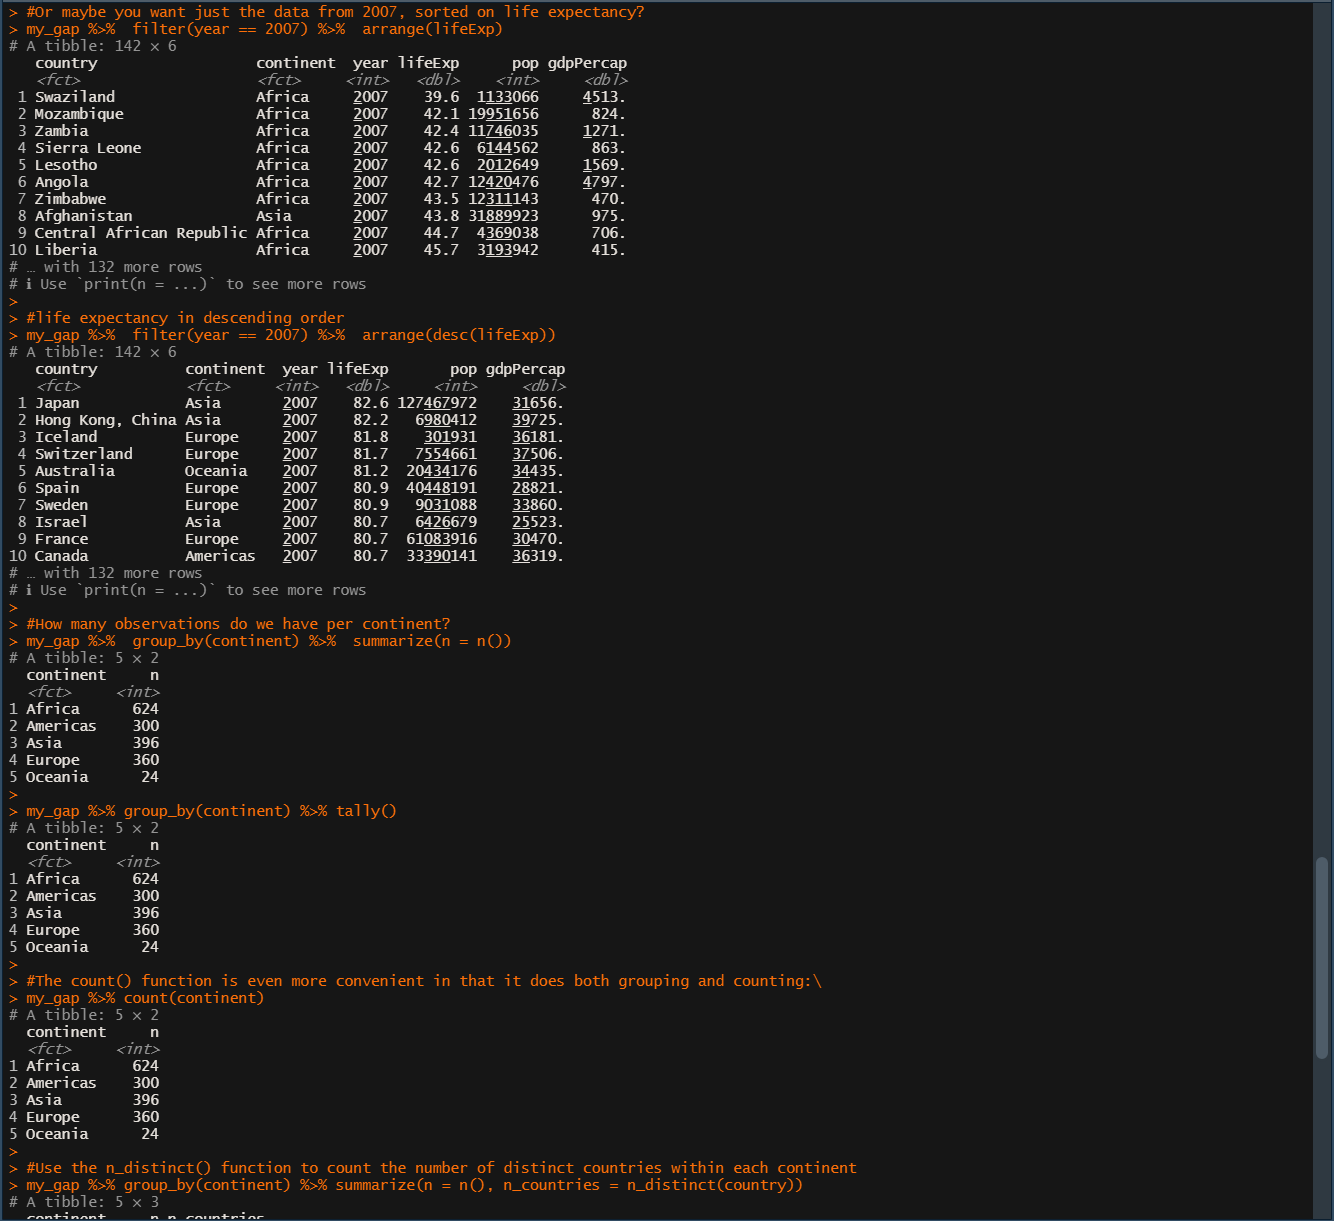 > #Or maybe you want just the data from 2007, sorted on life expectancy?
> my_gap %>%  filter(year == 2007) %>%  arrange(lifeExp)
# A tibble: 142 × 6
   country                  continent  year lifeExp      pop gdpPercap
   <fct>                    <fct>     <int>   <dbl>    <int>     <dbl>
 1 Swaziland                Africa     2007    39.6  1133066     4513.
 2 Mozambique               Africa     2007    42.1 19951656      824.
 3 Zambia                   Africa     2007    42.4 11746035     1271.
 4 Sierra Leone             Africa     2007    42.6  6144562      863.
 5 Lesotho                  Africa     2007    42.6  2012649     1569.
 6 Angola                   Africa     2007    42.7 12420476     4797.
 7 Zimbabwe                 Africa     2007    43.5 12311143      470.
 8 Afghanistan              Asia       2007    43.8 31889923      975.
 9 Central African Republic Africa     2007    44.7  4369038      706.
10 Liberia                  Africa     2007    45.7  3193942      415.
# … with 132 more rows
# ℹ Use `print(n = ...)` to see more rows
>
> #life expectancy in descending order
> my_gap %>%  filter(year == 2007) %>%  arrange(desc(lifeExp))
# A tibble: 142 × 6
   country          continent  year lifeExp       pop gdpPercap
   <fct>            <fct>     <int>   <dbl>     <int>     <dbl>
 1 Japan            Asia       2007    82.6 127467972    31656.
 2 Hong Kong, China Asia       2007    82.2   6980412    39725.
 3 Iceland          Europe     2007    81.8    301931    36181.
 4 Switzerland      Europe     2007    81.7   7554661    37506.
 5 Australia        Oceania    2007    81.2  20434176    34435.
 6 Spain            Europe     2007    80.9  40448191    28821.
 7 Sweden           Europe     2007    80.9   9031088    33860.
 8 Israel           Asia       2007    80.7   6426679    25523.
 9 France           Europe     2007    80.7  61083916    30470.
10 Canada           Americas   2007    80.7  33390141    36319.
# … with 132 more rows
# ℹ Use `print(n = ...)` to see more rows
>
> #How many observations do we have per continent?
> my_gap %>%  group_by(continent) %>%  summarize(n = n())
# A tibble: 5 × 2
  continent     n
  <fct>     <int>
1 Africa      624
2 Americas    300
3 Asia        396
4 Europe      360
5 Oceania      24
>
> my_gap %>% group_by(continent) %>% tally()
# A tibble: 5 × 2
  continent     n
  <fct>     <int>
1 Africa      624
2 Americas    300
3 Asia        396
4 Europe      360
5 Oceania      24
>
> #The count() function is even more convenient in that it does both grouping and counting:\
> my_gap %>% count(continent)
# A tibble: 5 × 2
  continent     n
  <fct>     <int>
1 Africa      624
2 Americas    300
3 Asia        396
4 Europe      360
5 Oceania      24
>
> #Use the n_distinct() function to count the number of distinct countries within each continent
> my_gap %>% group_by(continent) %>% summarize(n = n(), n_countries = n_distinct(country))
# A tibble: 5 × 3
  continent     n n_countries